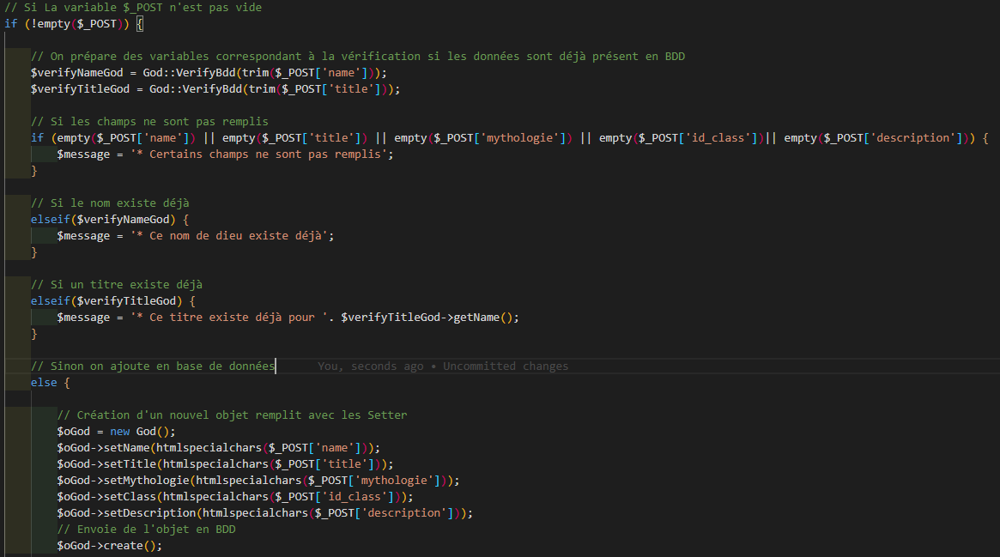 // Si La variable $_POST n'est pas vide
if (!empty($_POST)) {
// On prépare des variables correspondant à la vérification si les données sont déjà présent en BDD
$verifyNameGod = God::VerifyBdd(trim($_POST['name']));
$verifyTitleGod = God::VerifyBdd(trim($_POST['title']));
// Si les champs ne sont pas remplis
if (empty($_POST['name']) || empty($_POST['title']) || empty($_POST['mythologie']) || empty($_POST['id_class'])|| empty($_POST['description'])) {
$message = '* Certains champs ne sont pas remplis';
}
// Si le nom existe déjà
elseif($verifyNameGod) {
$message = '* Ce nom de dieu existe déjà';
}
// Si un titre existe déjà
elseif($verifyTitleGod) {
$message = '* Ce titre existe déjà pour '. $verifyTitleGod->getName();
}
// Sinon on ajoute en base de données You, seconds ago • Uncommitted changes
else {
// Création d'un nouvel objet remplit avec les Setter
$oGod = new God();
$oGod->setName(htmlspecialchars($_POST['name']));
$oGod->setTitle(htmlspecialchars($_POST['title']));
$oGod->setMythologie(htmlspecialchars($_POST['mythologie']));
$oGod->setClass(htmlspecialchars($_POST['id_class']));
$oGod->setDescription(htmlspecialchars($_POST['description']));
// Envoie de l'objet en BDD
$oGod->create();